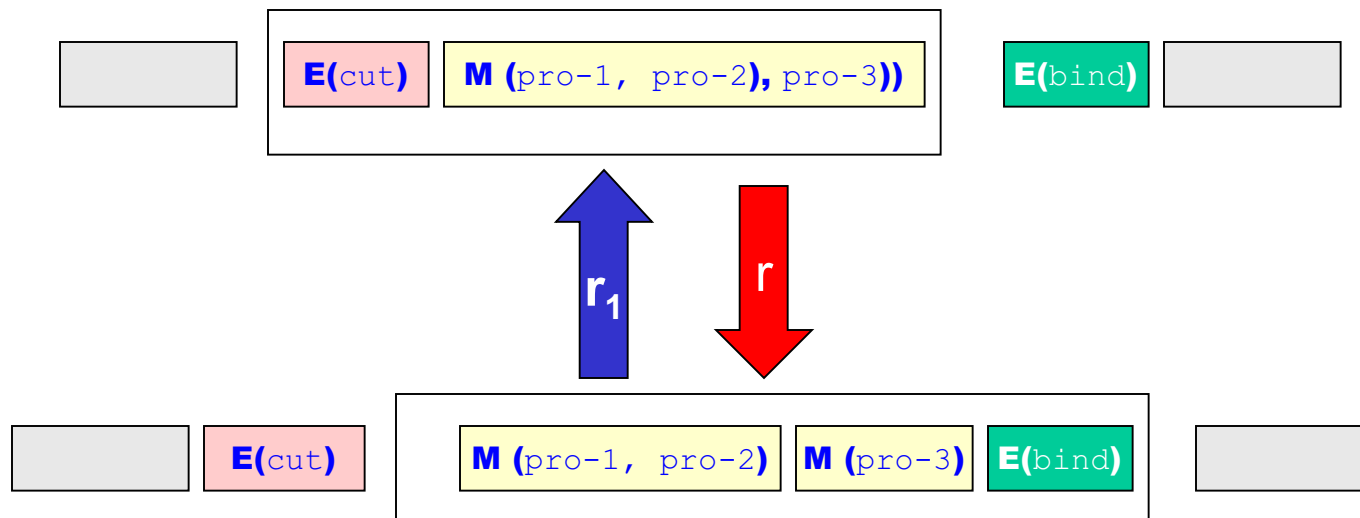 E(cut) M (pro-1, pro-2), pro-3)) E(bind)
r1 r
E(cut) M (pro-1, pro-2) M (pro-3) E(bind)